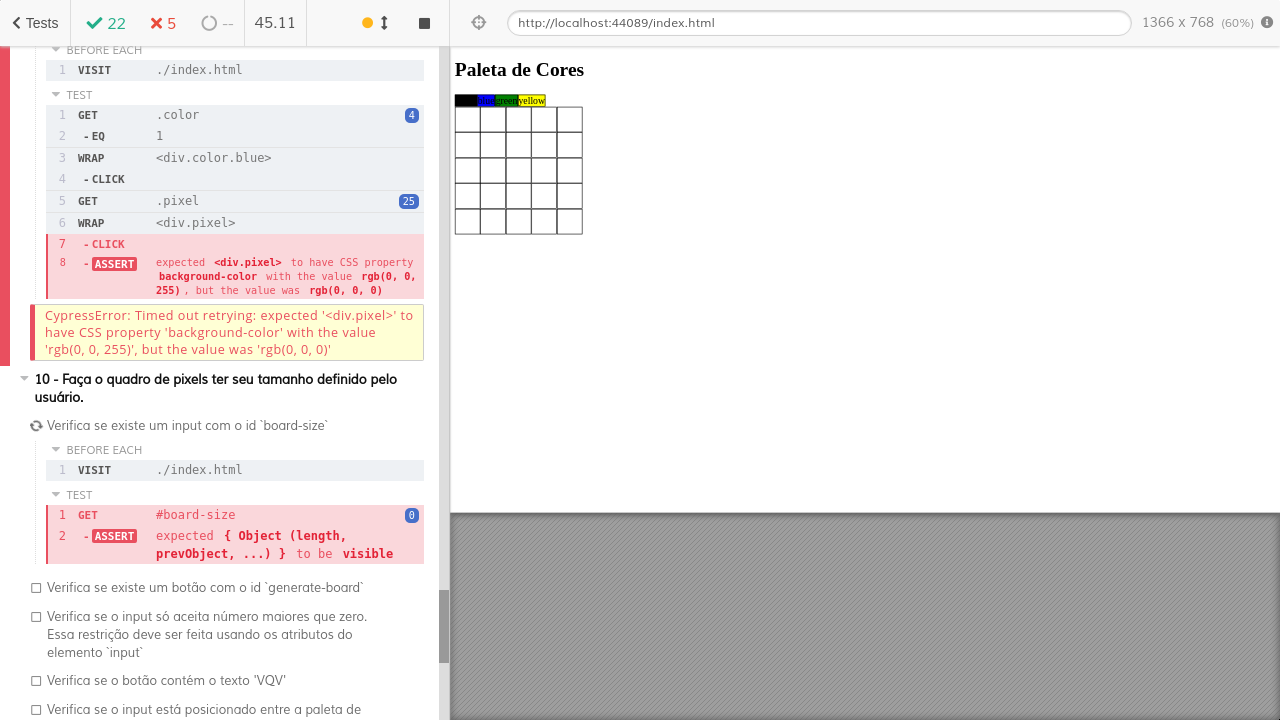 Tests 22 5 -- 45.11 http://localhost:44089/index.html 1366 x 768 (60%)
BEFORE EACH
1 VISIT ./index.html
TEST
1 GET .color 4
2 -EQ 1
3 WRAP <div.color.blue>
4 -CLICK
5 GET .pixel 25
6 WRAP <div.pixel>
7 -CLICK
8 -ASSERT expected <div.pixel> to have CSS property
background-color with the value rgb(0, 0,
255), but the value was rgb(0, 0, 0)
CypressError: Timed out retrying: expected '<div.pixel>' to
have CSS property 'background-color' with the value
'rgb(0, 0, 255)', but the value was 'rgb(0, 0, 0)'
10 - Faça o quadro de pixels ter seu tamanho definido pelo
usuário.
Verifica se existe um input com o id `board-size`
BEFORE EACH
1 VISIT ./index.html
TEST
1 GET #board-size 0
2 -ASSERT expected { Object (length,
prevObject, ...) } to be visible
Verifica se existe um botão com o id `generate-board`
Verifica se o input só aceita número maiores que zero.
Essa restrição deve ser feita usando os atributos do
elemento `input`
Verifica se o botão contém o texto 'VQV'
Verifica se o input está posicionado entre a paleta de
Paleta de Cores
blue green yellow